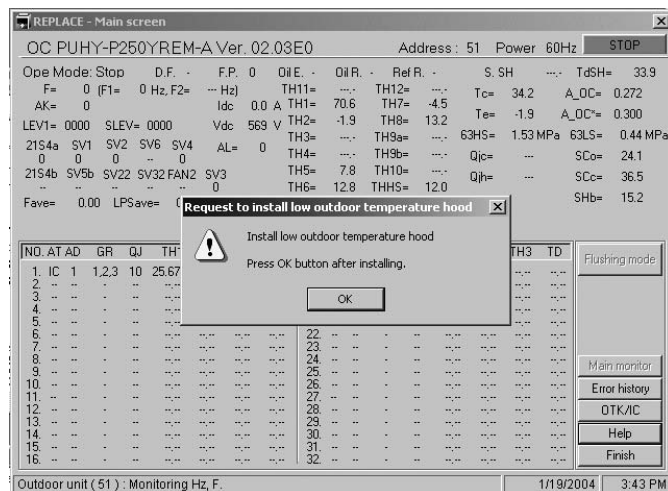 REPLACE - Main screen
OC PUHY-P250YREM-A Ver. 02.03E0 Address : 51 Power 60Hz STOP
Ope Mode: Stop D.F. - F.P. 0 Oil E. - Oil R. - Ref R. - S. SH ---.- TdSH= 33.9
F= 0 (F1= 0 Hz, F2= --- Hz) TH11= ---.- TH12= ---.- Tc= 34.2 A_OC= 0.272
AK= 0 Idc 0.0 A TH1= 70.6 TH7= -4.5
LEV1= 0000 SLEV= 0000 Vdc 569 V TH2= -1.9 TH8= 13.2 Te= -1.9 A_OC*= 0.300
21S4a SV1 SV2 SV6 SV4 AL= 0 TH3= ---.- TH9a= ---.- 63HS= 1.53 MPa 63LS= 0.44 MPa
0 0 0 -- 0 TH4= ---.- TH9b= ---.- Qjc= --- SCo= 24.1
21S4b SV5b SV22 SV32 FAN2 SV3 TH5= 7.8 TH10= ---.- Qjh= --- SCc= 36.5
-- -- -- -- -- 0 TH6= 12.8 THHS= 12.0
Fave= 0.00 LPSave= SHb= 15.2
Request to install low outdoor temperature hood
Install low outdoor temperature hood
Press OK button after installing.
OK
NO. AT AD GR QJ TH TH3 TD
1. IC 1 1,2,3 10 25.67 --.-- --.--
2. -- -- -- -- --.-- --.-- --.--
3. -- -- -- -- --.-- --.-- --.--
4. -- -- -- -- --.-- --.-- --.--
5. -- -- -- -- --.-- --.-- --.--
6. -- -- -- -- --.-- --.-- --.-- --.-- 22. -- -- -- -- --.-- --.-- --.-- --.--
7. -- -- -- -- --.-- --.-- --.-- --.-- 23. -- -- -- -- --.-- --.-- --.-- --.--
8. -- -- -- -- --.-- --.-- --.-- --.-- 24. -- -- -- -- --.-- --.-- --.-- --.--
9. -- -- -- -- --.-- --.-- --.-- --.-- 25. -- -- -- -- --.-- --.-- --.-- --.--
10. -- -- -- -- --.-- --.-- --.-- --.-- 26. -- -- -- -- --.-- --.-- --.-- --.--
11. -- -- -- -- --.-- --.-- --.-- --.-- 27. -- -- -- -- --.-- --.-- --.-- --.--
12. -- -- -- -- --.-- --.-- --.-- --.-- 28. -- -- -- -- --.-- --.-- --.-- --.--
13. -- -- -- -- --.-- --.-- --.-- --.-- 29. -- -- -- -- --.-- --.-- --.-- --.--
14. -- -- -- -- --.-- --.-- --.-- --.-- 30. -- -- -- -- --.-- --.-- --.-- --.--
15. -- -- -- -- --.-- --.-- --.-- --.-- 31. -- -- -- -- --.-- --.-- --.-- --.--
16. -- -- -- -- --.-- --.-- --.-- --.-- 32. -- -- -- -- --.-- --.-- --.-- --.--
Flushing mode
Main monitor
Error history
OTK/IC
Help
Finish
Outdoor unit ( 51 ) : Monitoring Hz, F. 1/19/2004 3:43 PM